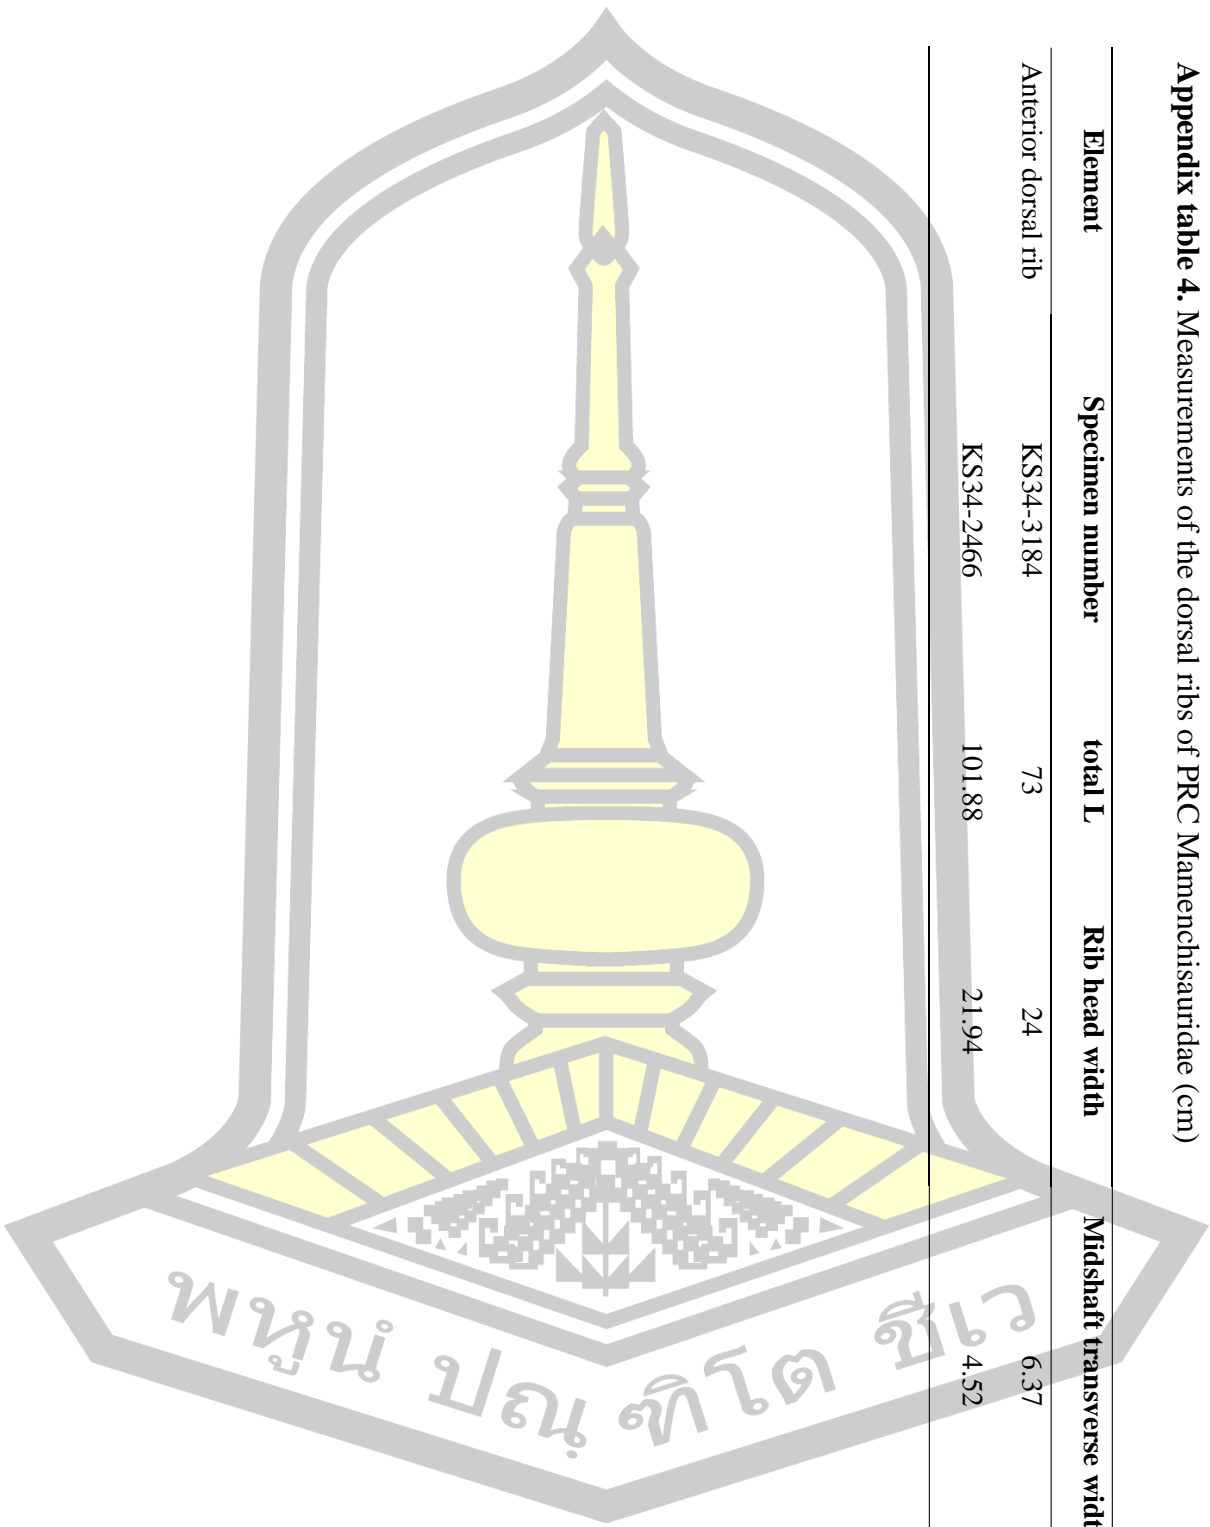 Appendix table 4. Measurements of the dorsal ribs of PRC Mamenchisauridae (cm)
Element Specimen number total L Rib head width Midshaft transverse widt
Anterior dorsal rib KS34-3184 73 24 6.37
KS34-2466 101.88 21.94 4.52
พหูนํ ปณฺฑิโต ชีเว